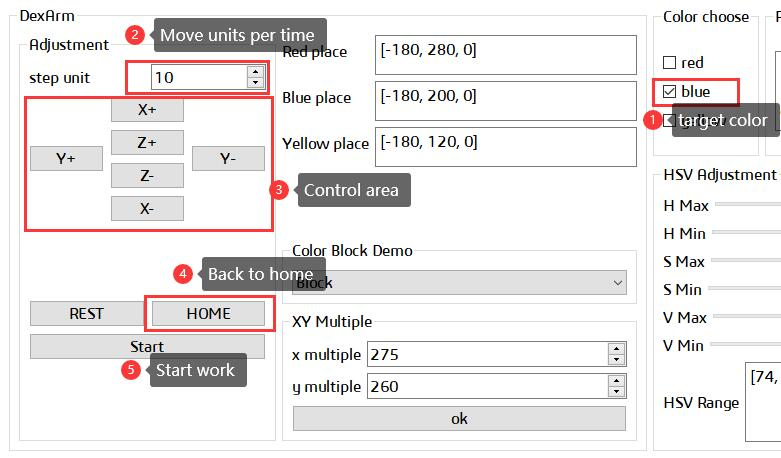 DexArm
Adjustment
2 Move units per time
step unit 10
X+
Z+
Y+ Y-
Z-
X-
3 Control area
4 Back to home
REST HOME
Start
5 Start work
Red place [-180, 280, 0]
Blue place [-180, 200, 0]
Yellow place [-180, 120, 0]
Color Block Demo
Block
XY Multiple
x multiple 275
y multiple 260
ok
Color choose
red
blue
1 target color
HSV Adjustment
H Max
H Min
S Max
S Min
V Max
V Min
HSV Range [74,